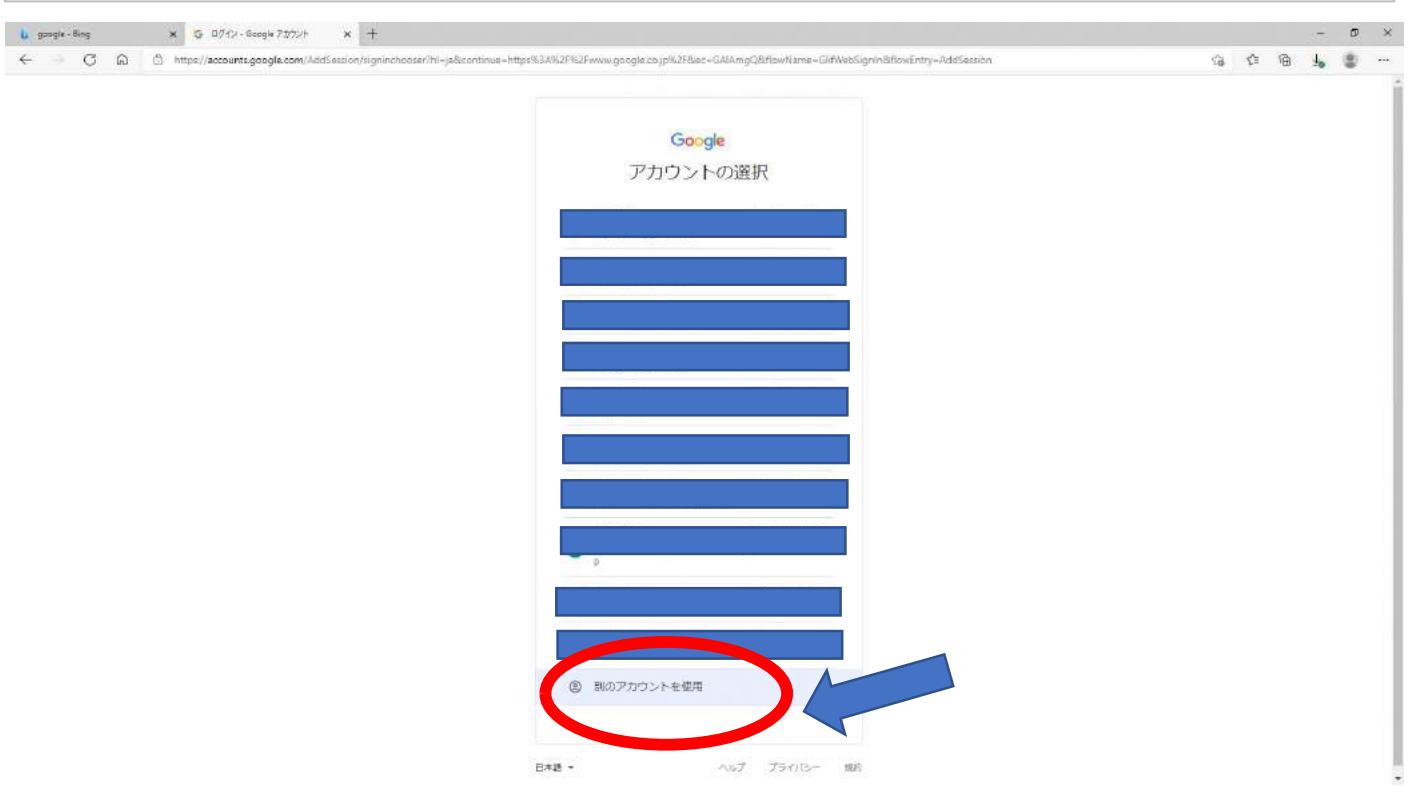 google - Bing
ログイン - Google アカウント
https://accounts.google.com/AddSession/signinchooser?hl=ja&continue=https%3A%2F%2Fwww.google.co.jp%2F&ec=GAlAmgQ&flowName=GlifWebSignIn&flowEntry=AddSession
Google
アカウントの選択
p
別のアカウントを使用
日本語
ヘルプ プライバシー 規約